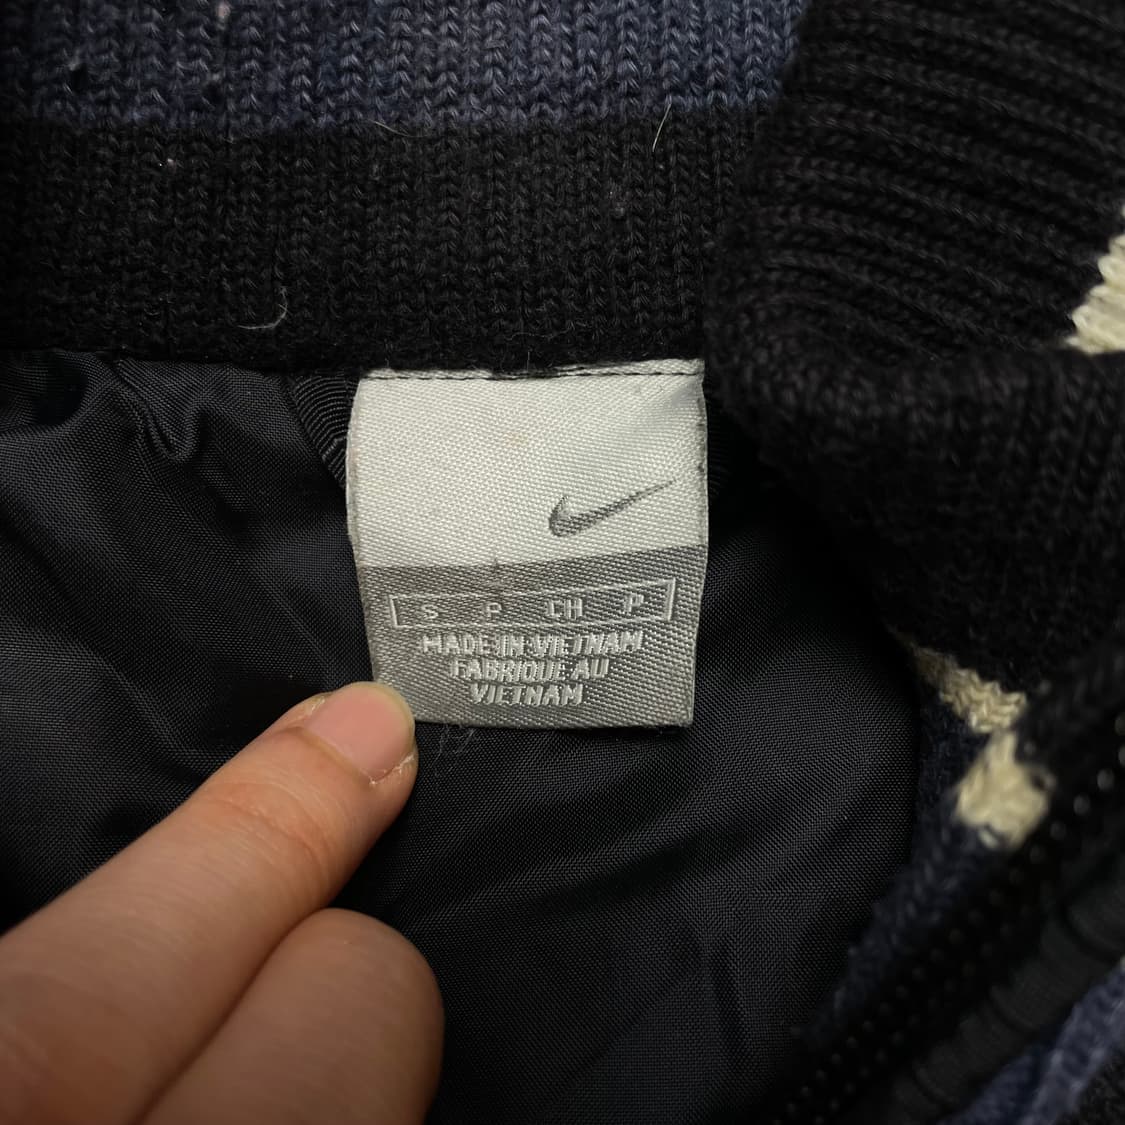 S P CH P
MADE IN VIETNAM
FABRIQUE AU
VIETNAM